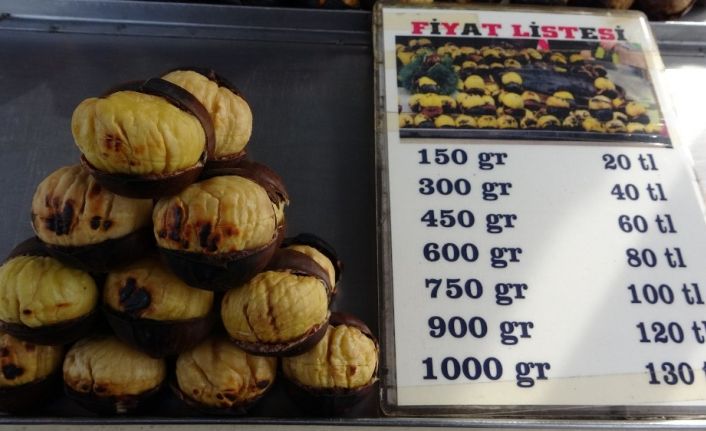 FİYAT LİSTESİ
150 gr 20 tl
300 gr 40 tl
450 gr 60 tl
600 gr 80 tl
750 gr 100 tl
900 gr 120 tl
1000 gr 130 t